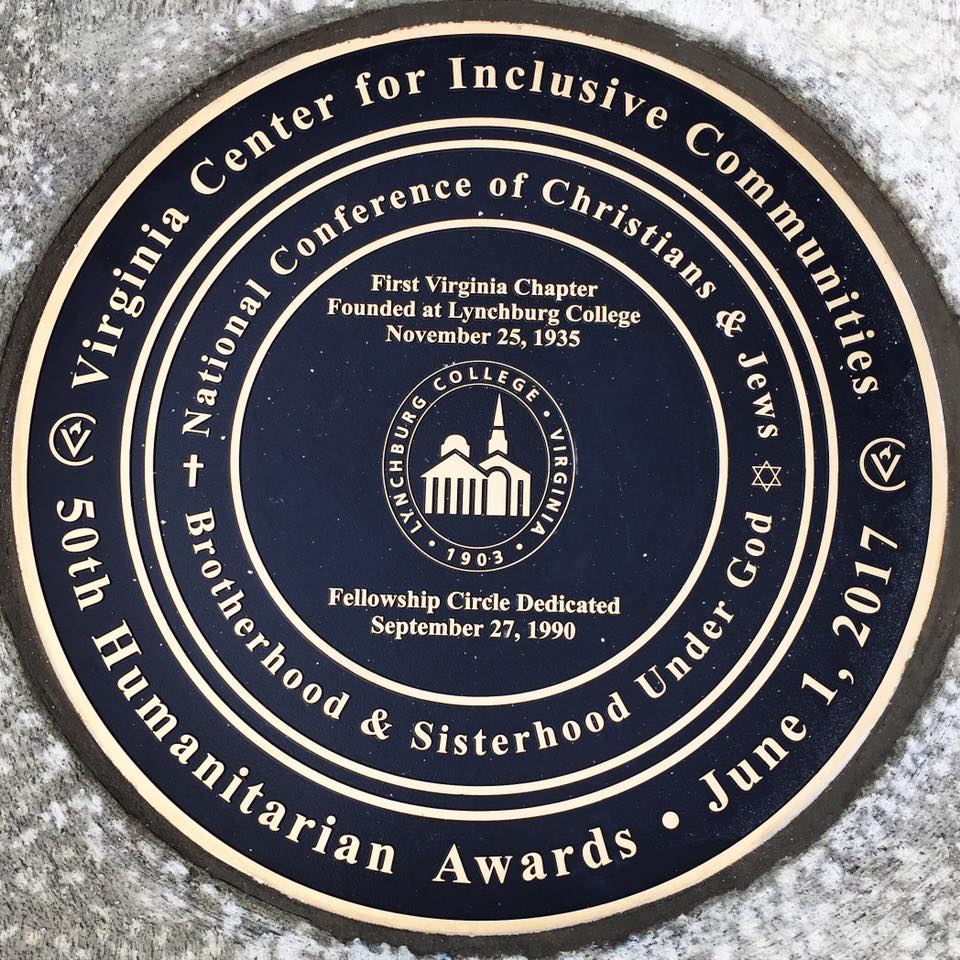 Virginia Center for Inclusive Communities
50th Humanitarian Awards • June 1, 2017
National Conference of Christians & Jews
Brotherhood & Sisterhood Under God
First Virginia Chapter
Founded at Lynchburg College
November 25, 1935
LYNCHBURG COLLEGE • VIRGINIA • 1903 •
Fellowship Circle Dedicated
September 27, 1990